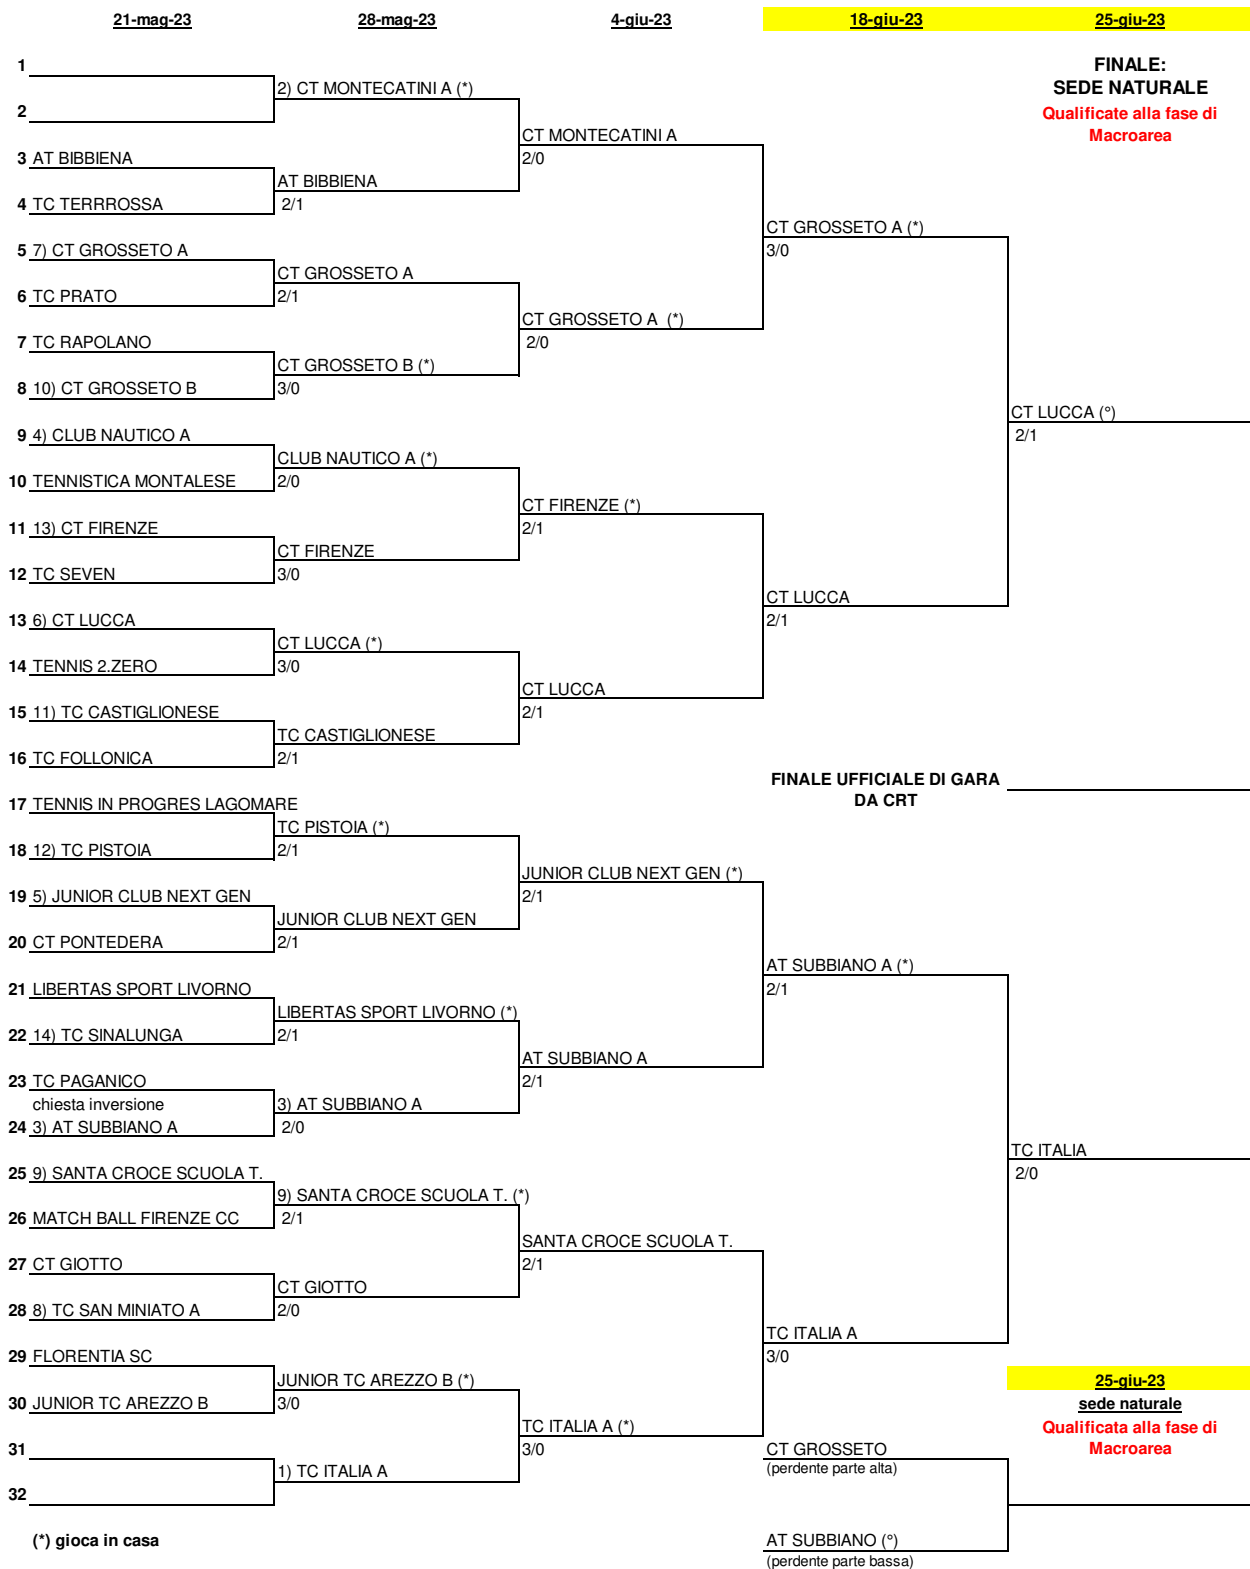 21-mag-23 28-mag-23 4-giu-23 18-giu-23 25-giu-23
1
FINALE:
2) CT MONTECATINI A (*)
SEDE NATURALE
2
Qualificate alla fase di
Macroarea
CT MONTECATINI A
3 AT BIBBIENA
2/0
AT BIBBIENA
4 TC TERRROSSA
2/1
CT GROSSETO A (*)
5 7) CT GROSSETO A
3/0
CT GROSSETO A
6 TC PRATO
2/1
CT GROSSETO A (*)
7 TC RAPOLANO
2/0
CT GROSSETO B (*)
8 10) CT GROSSETO B
3/0
CT LUCCA (°)
9 4) CLUB NAUTICO A
2/1
CLUB NAUTICO A (*)
10 TENNISTICA MONTALESE
2/0
CT FIRENZE (*)
11 13) CT FIRENZE
2/1
CT FIRENZE
12 TC SEVEN
3/0
CT LUCCA
13 6) CT LUCCA
2/1
CT LUCCA (*)
14 TENNIS 2.ZERO
3/0
CT LUCCA
15 11) TC CASTIGLIONESE
2/1
TC CASTIGLIONESE
16 TC FOLLONICA
2/1
FINALE UFFICIALE DI GARA
DA CRT
17 TENNIS IN PROGRES LAGOMARE
TC PISTOIA (*)
18 12) TC PISTOIA
2/1
JUNIOR CLUB NEXT GEN (*)
19 5) JUNIOR CLUB NEXT GEN
2/1
JUNIOR CLUB NEXT GEN
20 CT PONTEDERA
2/1
AT SUBBIANO A (*)
21 LIBERTAS SPORT LIVORNO
2/1
LIBERTAS SPORT LIVORNO (*)
22 14) TC SINALUNGA
2/1
AT SUBBIANO A
23 TC PAGANICO
2/1
chiesta inversione
3) AT SUBBIANO A
24 3) AT SUBBIANO A
2/0
TC ITALIA
25 9) SANTA CROCE SCUOLA T.
2/0
9) SANTA CROCE SCUOLA T. (*)
26 MATCH BALL FIRENZE CC
2/1
SANTA CROCE SCUOLA T.
27 CT GIOTTO
2/1
CT GIOTTO
28 8) TC SAN MINIATO A
2/0
TC ITALIA A
29 FLORENTIA SC
3/0
JUNIOR TC AREZZO B (*)
25-giu-23
30 JUNIOR TC AREZZO B
3/0
sede naturale
TC ITALIA A (*)
Qualificata alla fase di
Macroarea
31
3/0
CT GROSSETO
(perdente parte alta)
1) TC ITALIA A
32
(*) gioca in casa
AT SUBBIANO (°)
(perdente parte bassa)